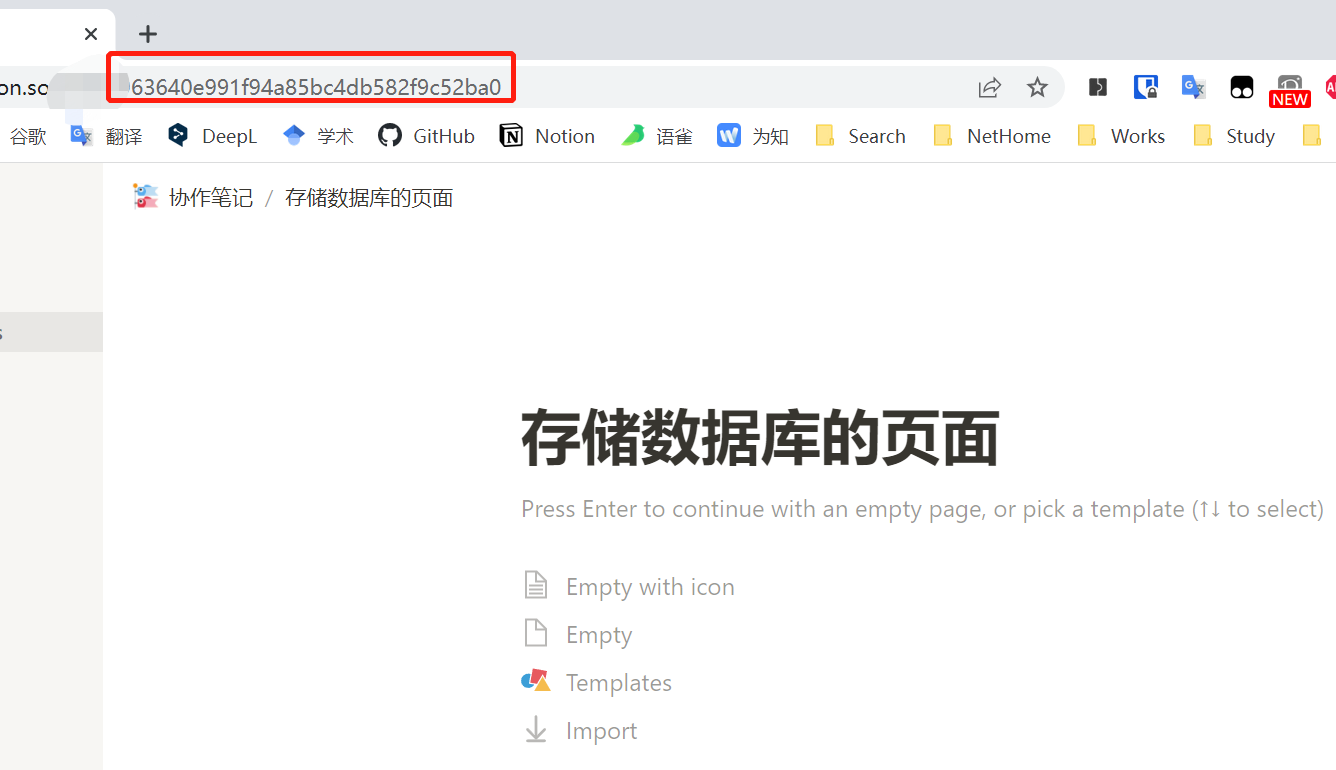 on.so
63640e991f94a85bc4db582f9c52ba0
NEW
谷歌 翻译 DeepL 学术 GitHub Notion 语雀 为知 Search NetHome Works Study
协作笔记 / 存储数据库的页面
存储数据库的页面
Press Enter to continue with an empty page, or pick a template (↑↓ to select)
Empty with icon
Empty
Templates
Import